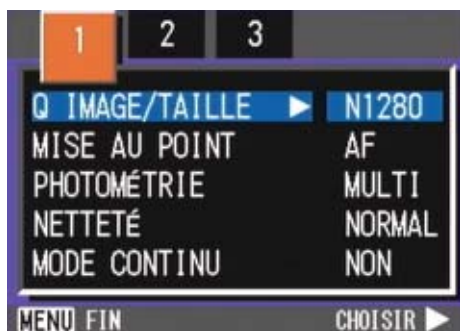 1 2 3
Q IMAGE/TAILLE ▶ N1280
MISE AU POINT AF
PHOTOMÉTRIE MULTI
NETTETÉ NORMAL
MODE CONTINU NON
MENU FIN CHOISIR ▶